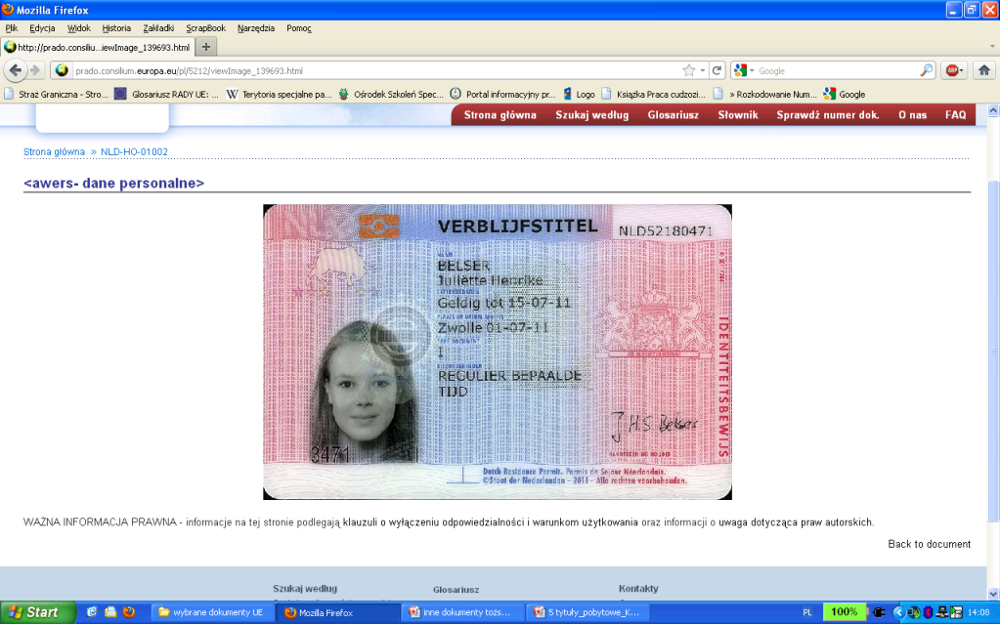 Mozilla Firefox
Plik Edycja Widok Historia Zakładki ScrapBook Narzędzia Pomoc
http://prado.consiliu...iewImage_139693.html
prado.consilium.europa.eu/pl/5212/viewImage_139693.html
Google
Straż Graniczna - Stro... Glosariusz RADY UE: ... Terytoria specjalne pa... Ośrodek Szkoleń Spec... Portal informacyjny pr... Logo Książka Praca cudzozi... » Rozkodowanie Num... Google
Strona główna Szukaj według Glosariusz Słownik Sprawdź numer dok. O nas FAQ
Strona główna » NLD-HO-01002
<awers- dane personalne>
NLD
VERBLIJFSTITEL NLD52180471
NAAM
BELSER
Juliëtte Henrike
Geldig tot 15-07-11
Zwolle 01-07-11
I
REGULIER BEPAALDE
TIJD
IDENTITEITSBEWIJS
J H.S Belser
3471
Dutch Residence Permit. Permis de Sejour Néerlandais.
©Staat der Nederlanden - 2011 - Alle rechten voorbehouden.
WAŻNA INFORMACJA PRAWNA - informacje na tej stronie podlegają klauzuli o wyłączeniu odpowiedzialności i warunkom użytkowania oraz informacji o uwaga dotycząca praw autorskich.
Back to document
Szukaj według Glosariusz Kontakty
Start wybrane dokumenty UE Mozilla Firefox inne dokumenty tożs... 5 tytuły_pobytowe_K... PL 100% 14:08